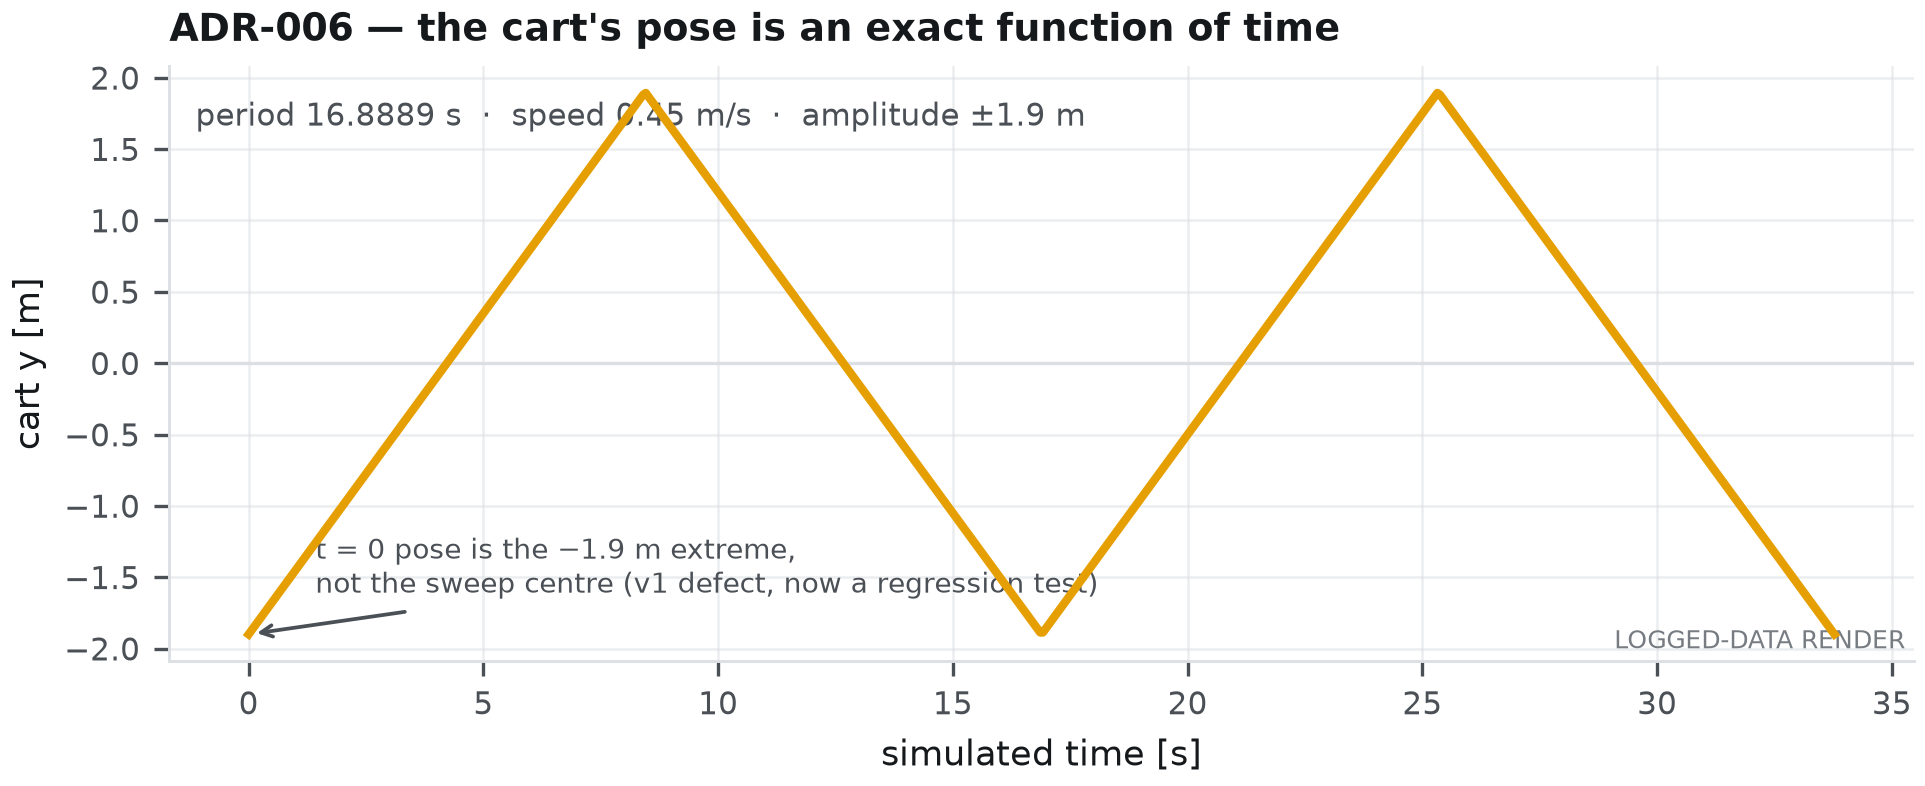 ADR-006 — the cart's pose is an exact function of time
period 16.8889 s · speed 0.45 m/s · amplitude ±1.9 m
cart y [m]
2.0
1.5
1.0
0.5
0.0
−0.5
−1.0
−1.5
−2.0
t = 0 pose is the −1.9 m extreme,
not the sweep centre (v1 defect, now a regression test)
LOGGED-DATA RENDER
0 5 10 15 20 25 30 35
simulated time [s]